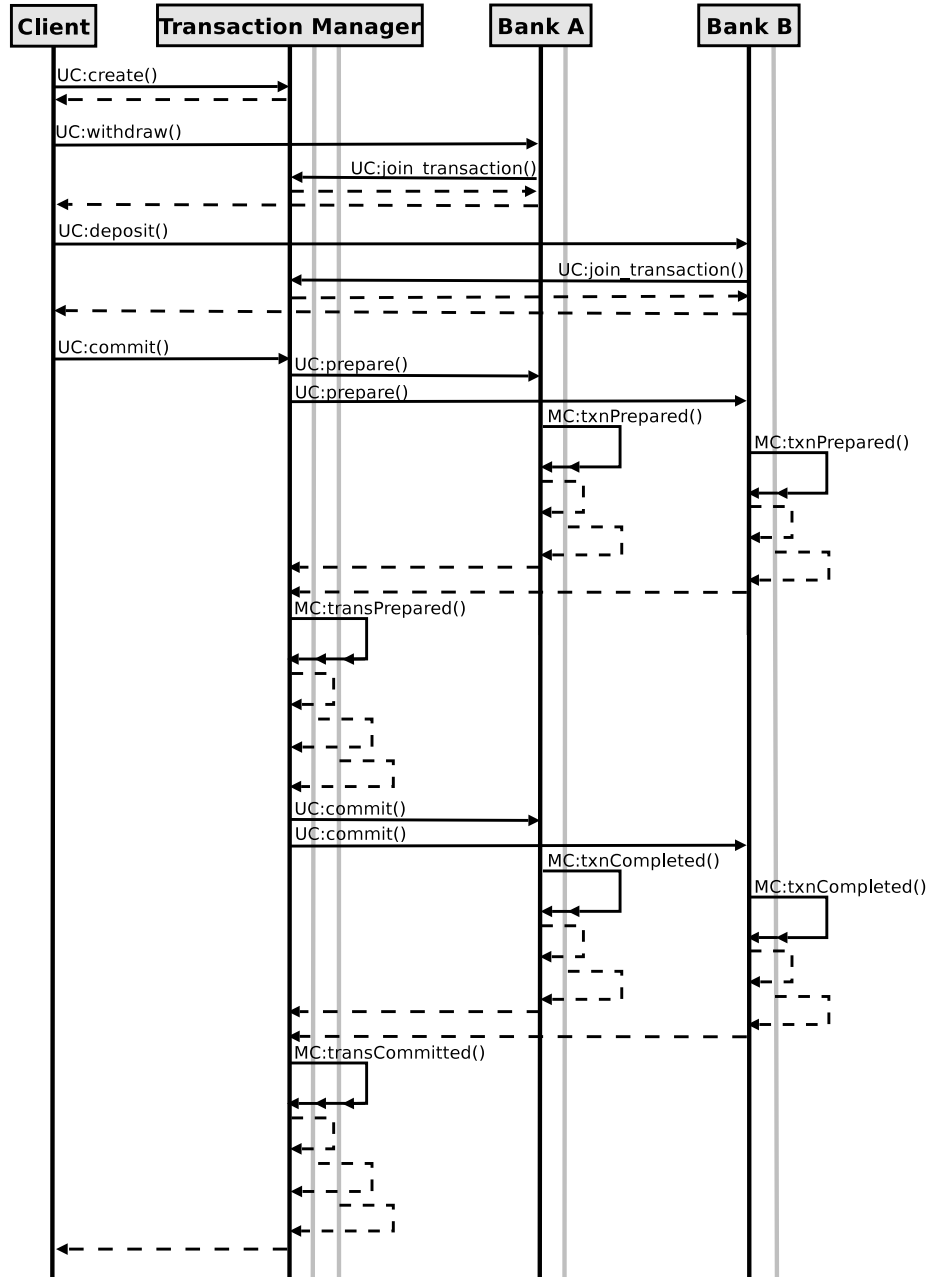 Client
Transaction Manager
Bank A
Bank B
UC:create()
UC:withdraw()
UC:join_transaction()
UC:deposit()
UC:join_transaction()
UC:commit()
UC:prepare()
UC:prepare()
MC:txnPrepared()
MC:txnPrepared()
MC:transPrepared()
UC:commit()
UC:commit()
MC:txnCompleted()
MC:txnCompleted()
MC:transCommitted()